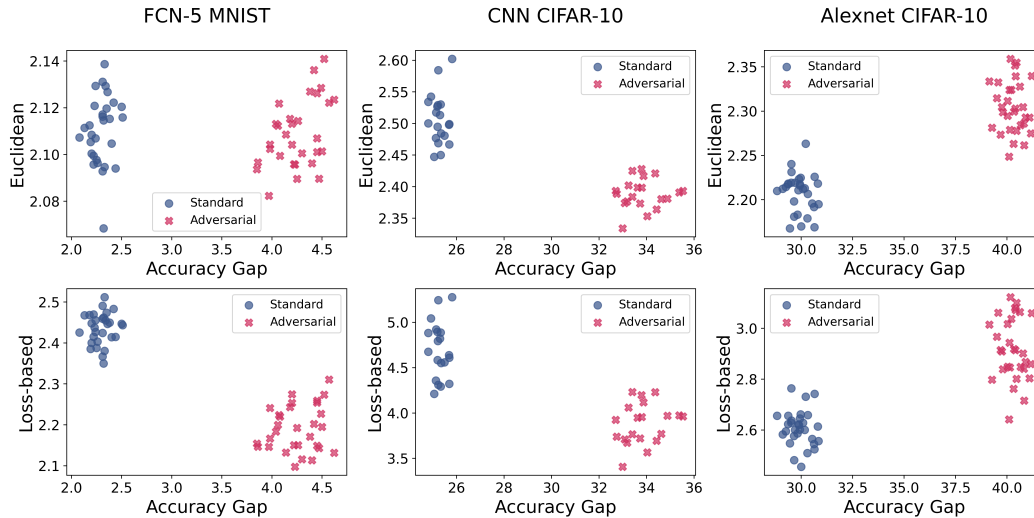 FCN-5 MNIST
CNN CIFAR-10
Alexnet CIFAR-10
Euclidean
2.14
2.12
2.10
2.08
Standard
Adversarial
2.0 2.5 3.0 3.5 4.0 4.5
Accuracy Gap
Euclidean
2.60
2.55
2.50
2.45
2.40
2.35
Standard
Adversarial
26 28 30 32 34 36
Accuracy Gap
Euclidean
2.35
2.30
2.25
2.20
Standard
Adversarial
30.0 32.5 35.0 37.5 40.0
Accuracy Gap
Loss-based
2.5
2.4
2.3
2.2
2.1
Standard
Adversarial
2.0 2.5 3.0 3.5 4.0 4.5
Accuracy Gap
Loss-based
5.0
4.5
4.0
3.5
Standard
Adversarial
26 28 30 32 34 36
Accuracy Gap
Loss-based
3.0
2.8
2.6
Standard
Adversarial
30.0 32.5 35.0 37.5 40.0
Accuracy Gap